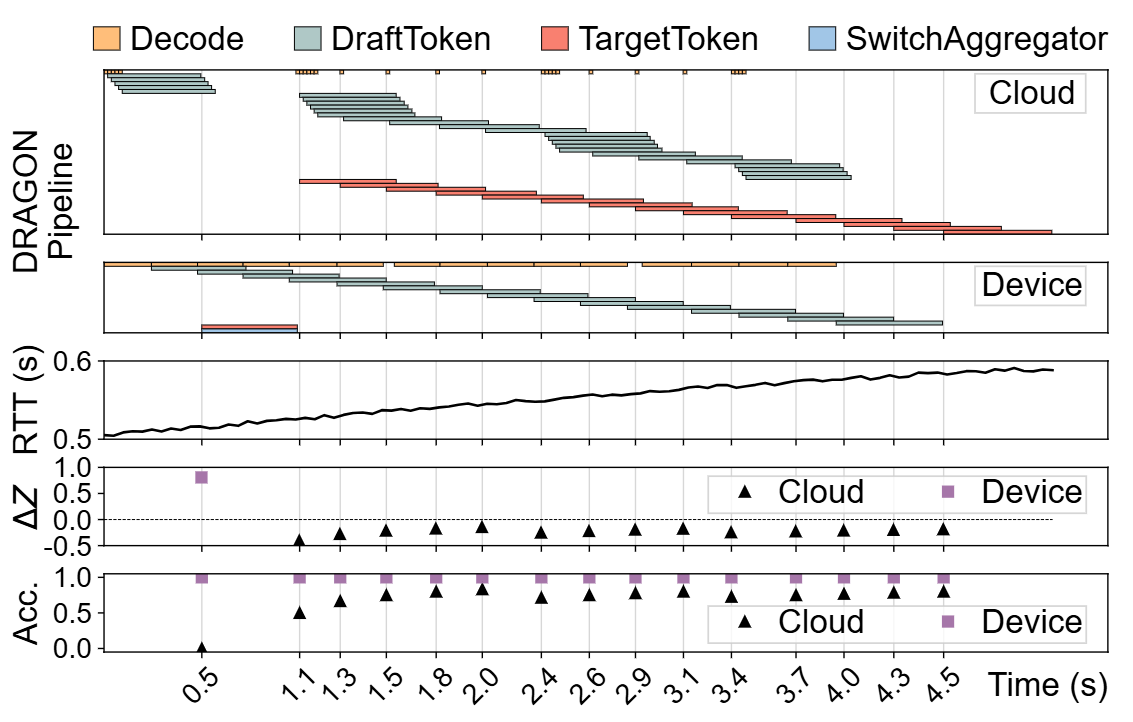 Decode DraftToken TargetToken SwitchAggregator
DRAGON
Pipeline
Cloud
Device
RTT (s)
0.6
0.5
ΔZ
1.0
0.5
0.0
-0.5
Cloud Device
Acc.
1.0
0.5
0.0
Cloud Device
0.5 1.1 1.3 1.5 1.8 2.0 2.4 2.6 2.9 3.1 3.4 3.7 4.0 4.3 4.5 Time (s)